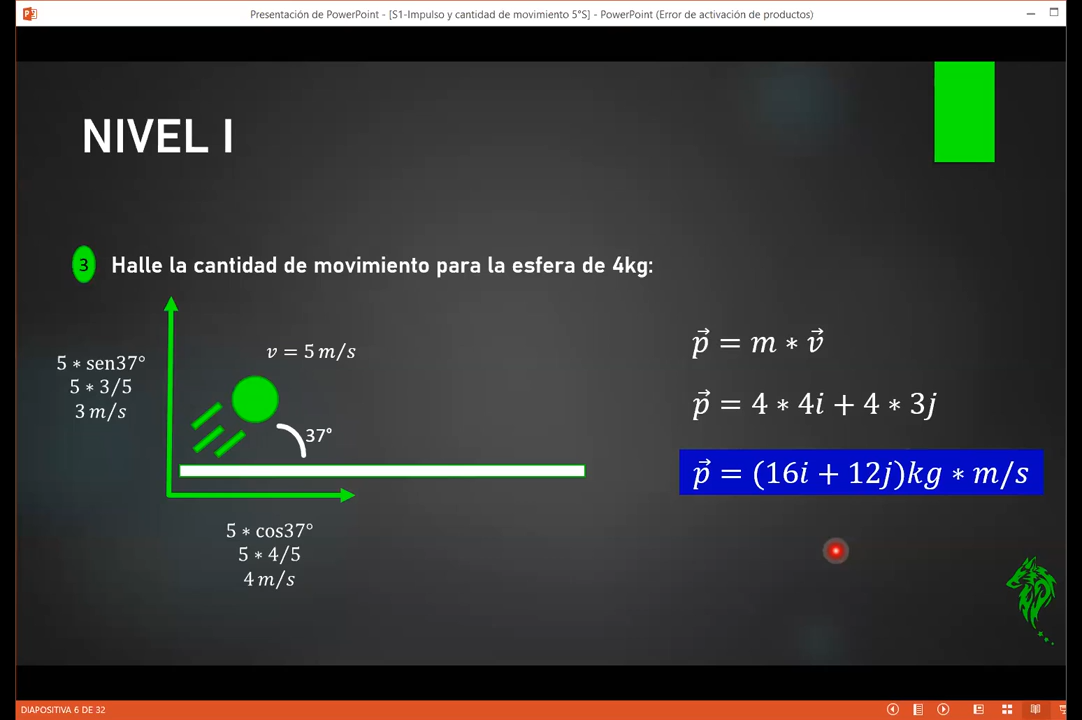 Presentación de PowerPoint - [S1-Impulso y cantidad de movimiento 5°S] - PowerPoint (Error de activación de productos)
NIVEL I
3 Halle la cantidad de movimiento para la esfera de 4kg:
5 * sen37°
5 * 3/5
3 m/s
v = 5 m/s
37°
5 * cos37°
5 * 4/5
4 m/s
p⃗ = m * v⃗
p⃗ = 4 * 4i + 4 * 3j
p⃗ = (16i + 12j)kg * m/s
DIAPOSITIVA 6 DE 32